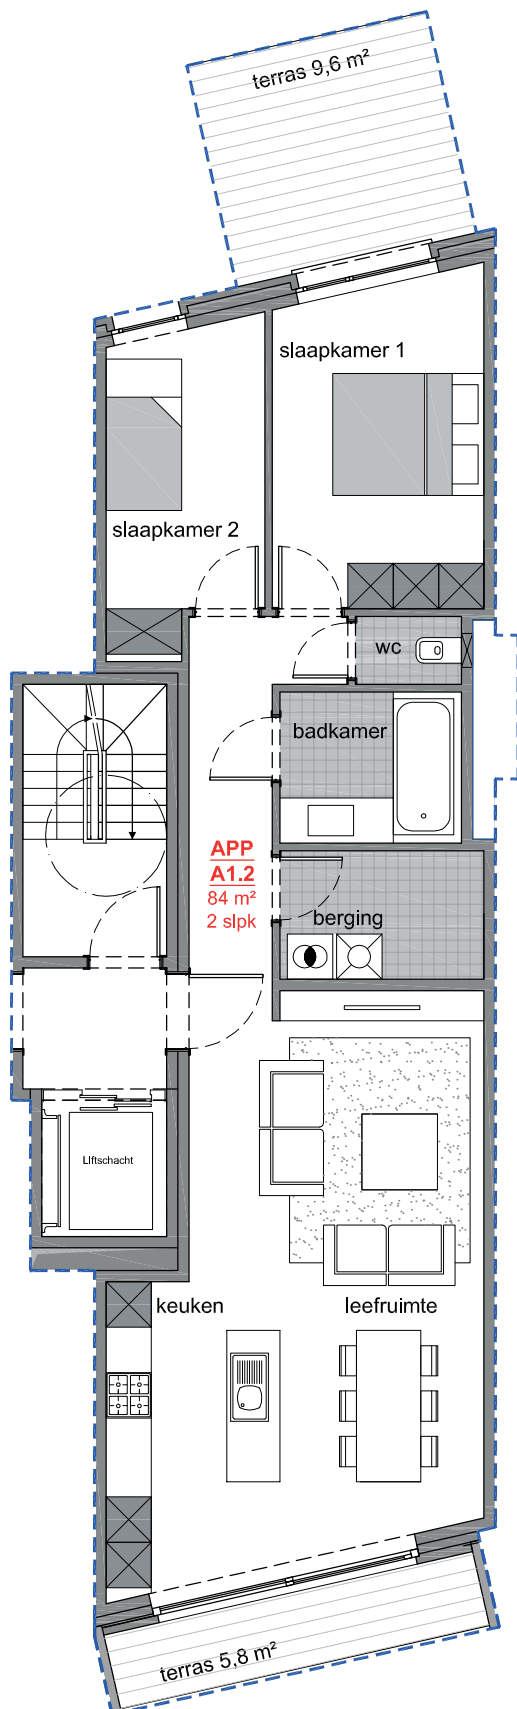 terras 9,6 m²
slaapkamer 1
slaapkamer 2
wc
badkamer
APP
A1.2
84 m²
2 slpk
berging
Liftschacht
keuken
leefruimte
terras 5,8 m²